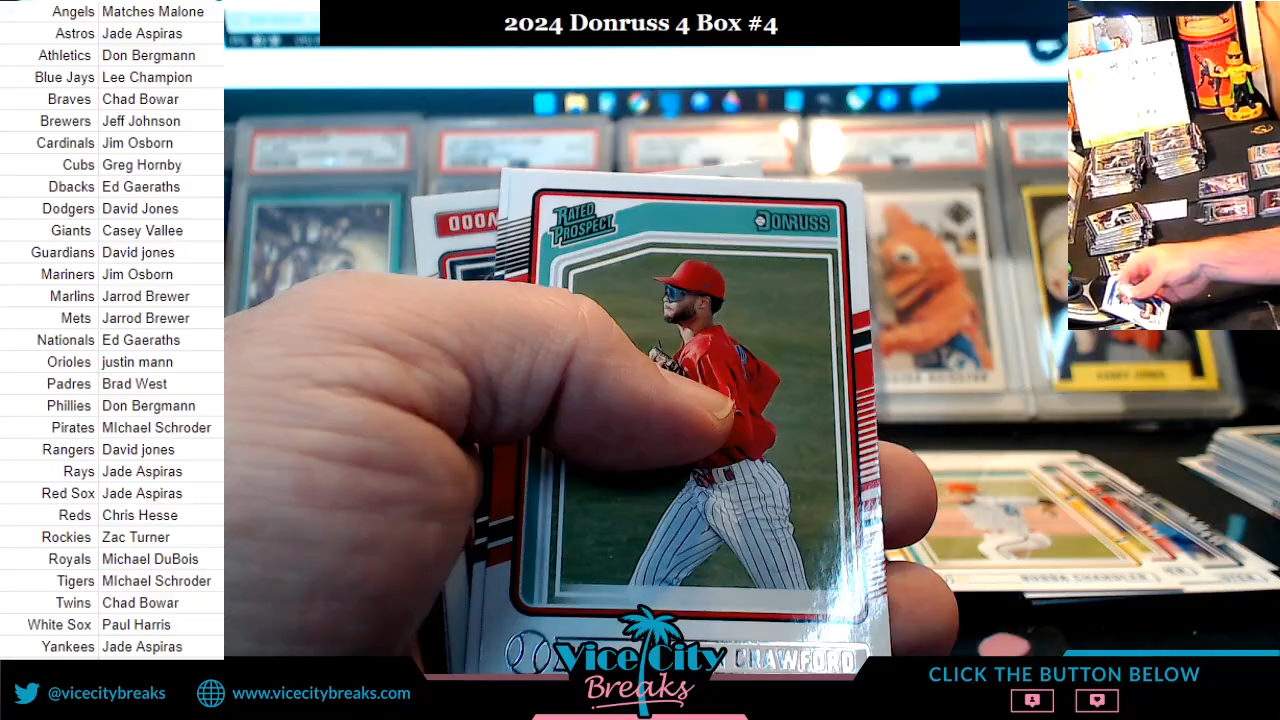 2024 Donruss 4 Box #4
Angels Matches Malone
Astros Jade Aspiras
Athletics Don Bergmann
Blue Jays Lee Champion
Braves Chad Bowar
Brewers Jeff Johnson
Cardinals Jim Osborn
Cubs Greg Hornby
Dbacks Ed Gaeraths
Dodgers David Jones
Giants Casey Vallee
Guardians David jones
Mariners Jim Osborn
Marlins Jarrod Brewer
Mets Jarrod Brewer
Nationals Ed Gaeraths
Orioles justin mann
Padres Brad West
Phillies Don Bergmann
Pirates MIchael Schroder
Rangers David jones
Rays Jade Aspiras
Red Sox Jade Aspiras
Reds Chris Hesse
Rockies Zac Turner
Royals Michael DuBois
Tigers MIchael Schroder
Twins Chad Bowar
White Sox Paul Harris
Yankees Jade Aspiras
RATED
PROSPECT
DONRUSS
CRAWFORD
BUBBA CHANDLER
Vice City
Breaks
@vicecitybreaks
www.vicecitybreaks.com
CLICK THE BUTTON BELOW